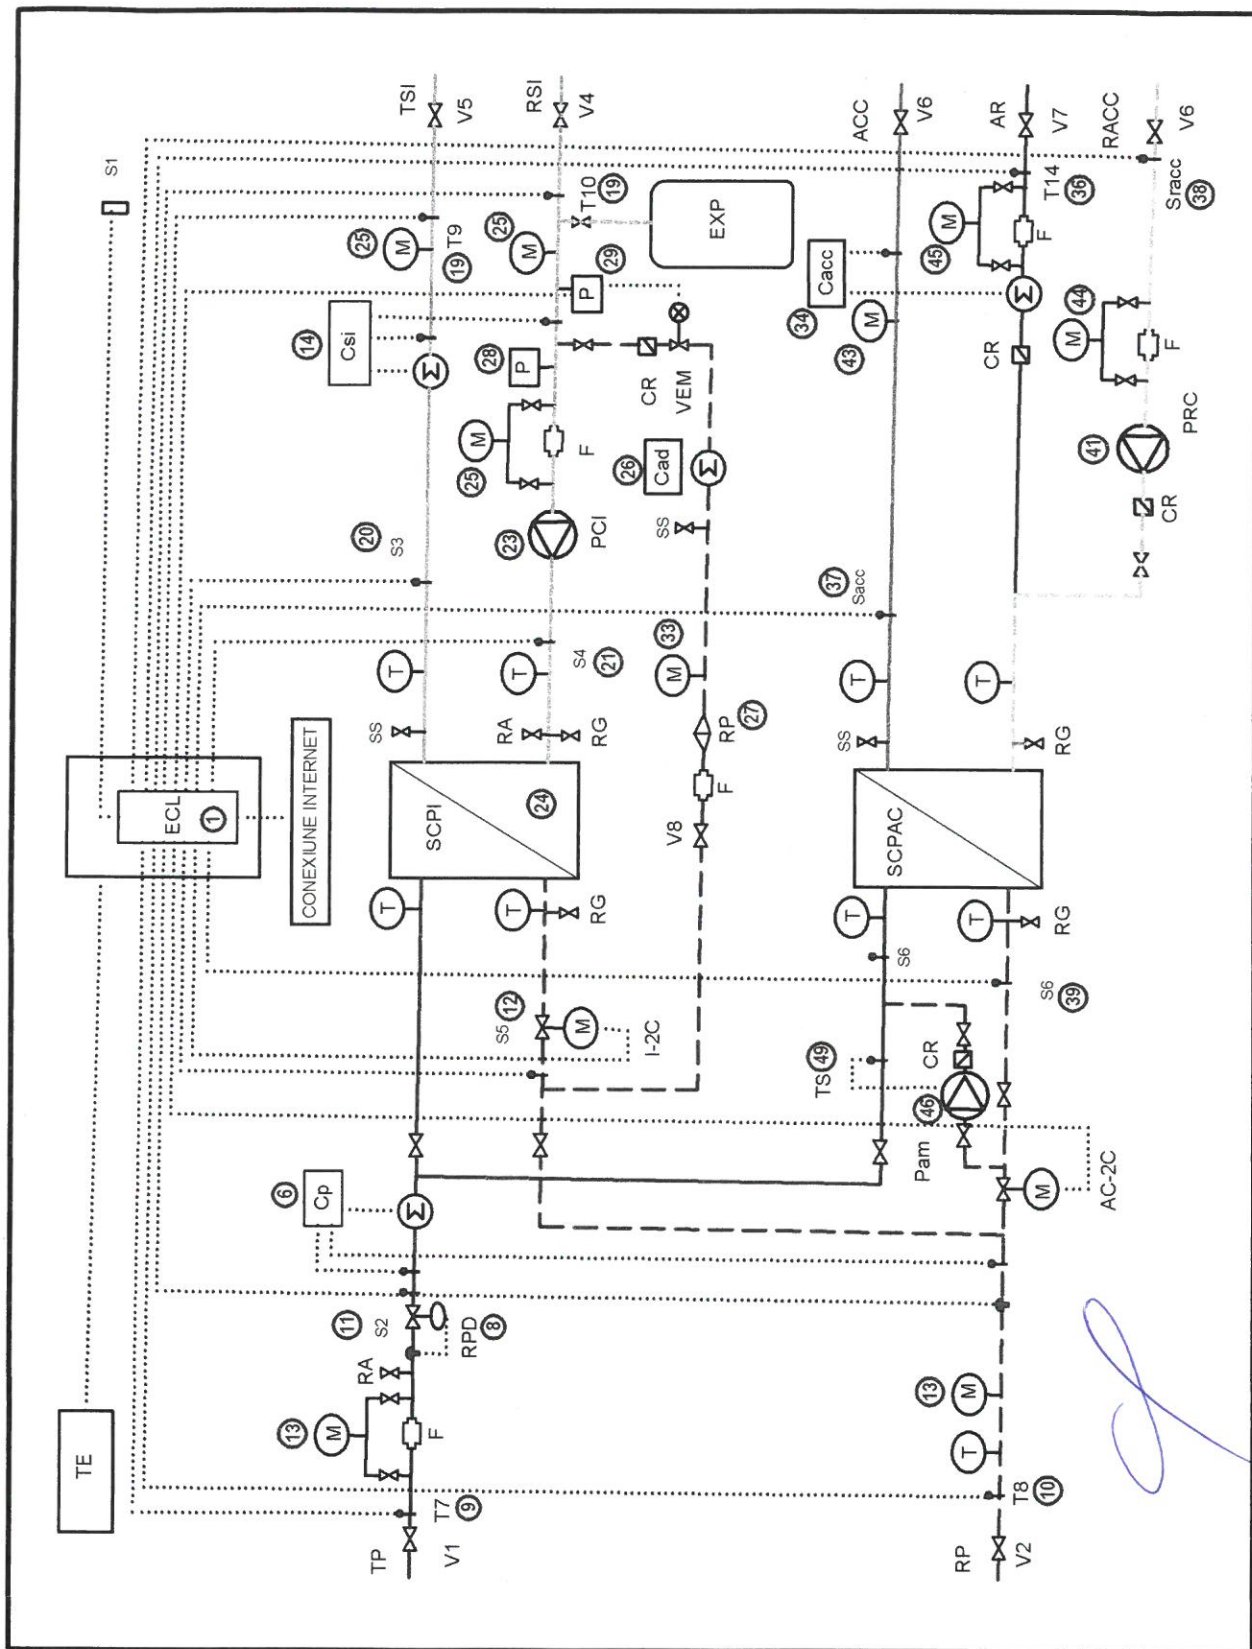 TE
S1
ECL
1
CONEXIUNE INTERNET
TP
V1
T7
9
13
M
F
RA
S2
11
RPD
8
Cp
6
Σ
T
T
RG
S5
12
M
I-2C
SCPI
24
SS
T
RA
RG
T
S4
21
S3
20
Csi
14
Σ
M
25
T9
19
TSI
V5
PCI
23
M
25
F
P
28
P
29
M
25
T10
19
RSI
V4
EXP
CR
VEM
Cad
26
Σ
SS
M
33
RP
27
F
V8
RP
V2
T8
10
T
M
13
M
AC-2C
Pam
46
CR
TS
49
S6
T
T
RG
S6
39
SCPAC
SS
T
T
RG
Sacc
37
M
43
Cacc
34
ACC
V6
CR
Σ
M
45
F
T14
36
AR
V7
CR
PRC
41
M
44
F
Sracc
38
RACC
V6